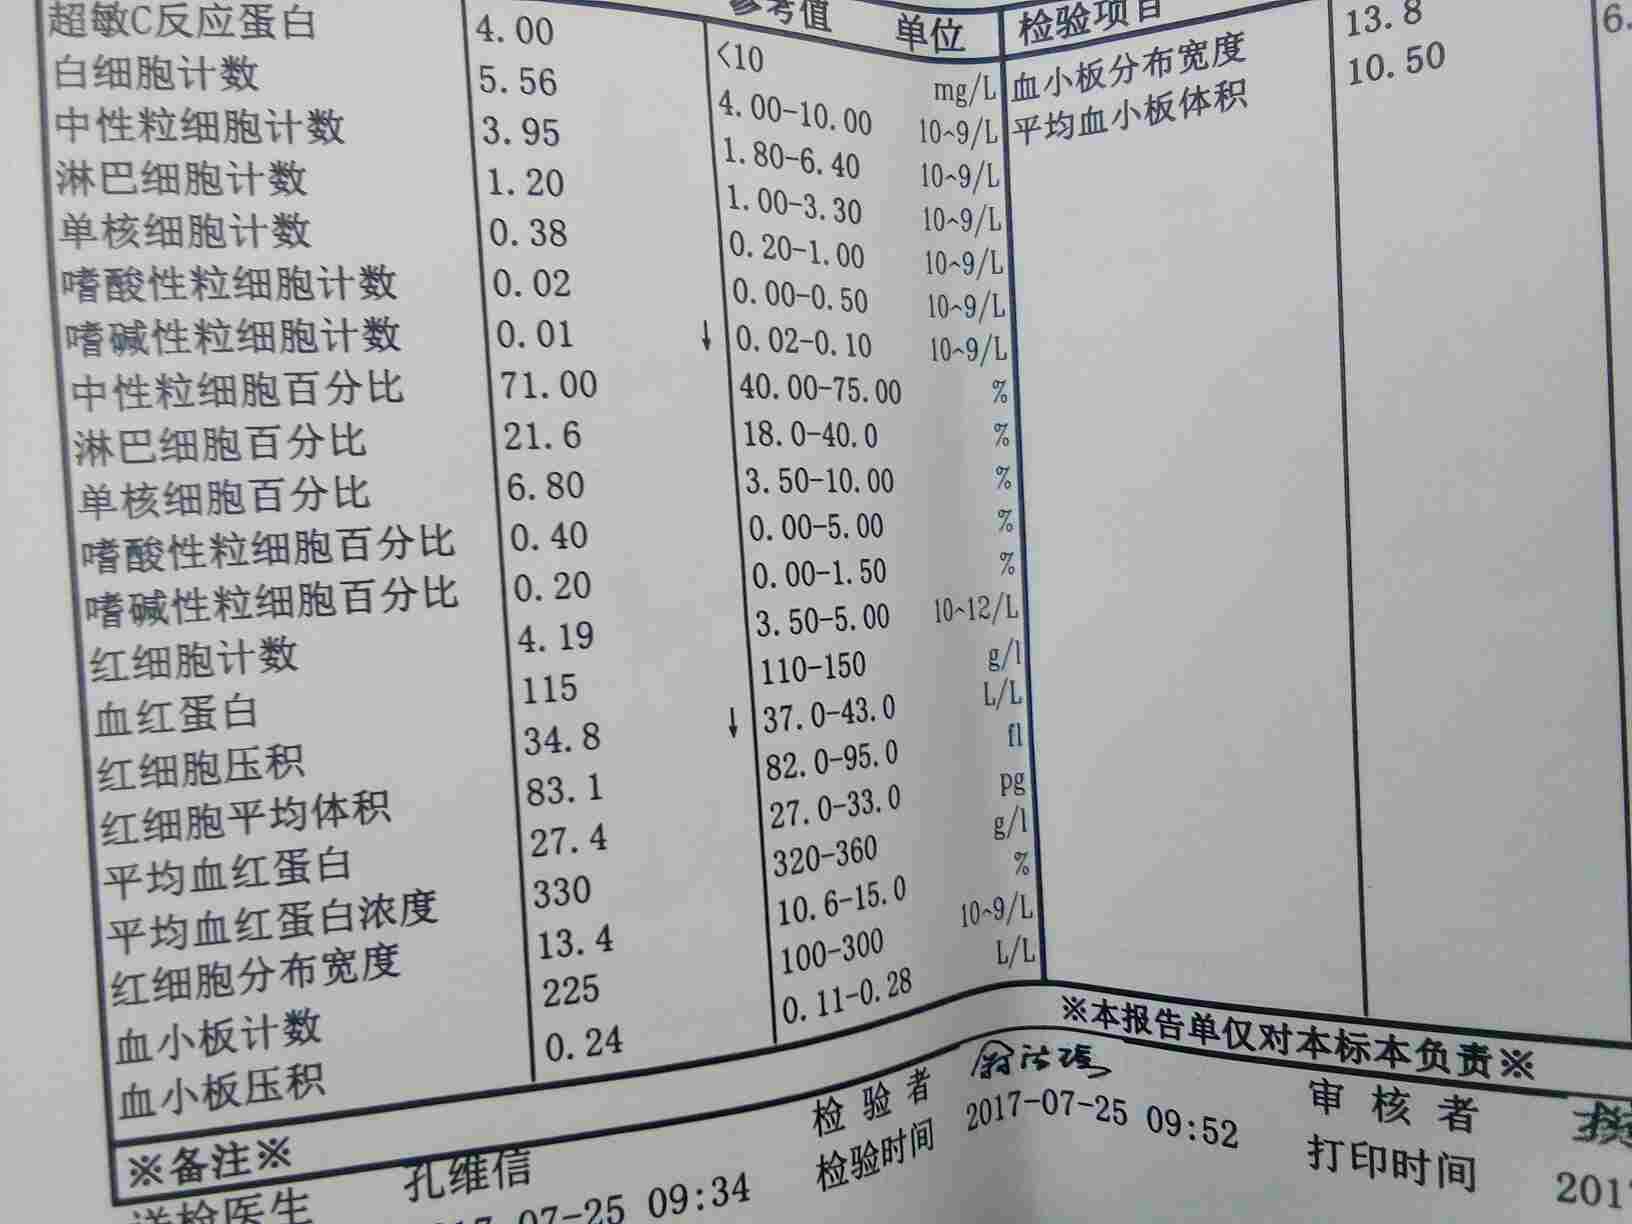 参考值 单位 检验项目
超敏C反应蛋白 4.00 <10 mg/L 血小板分布宽度 13.8 6.
白细胞计数 5.56 4.00-10.00 10~9/L 平均血小板体积 10.50
中性粒细胞计数 3.95 1.80-6.40 10~9/L
淋巴细胞计数 1.20 1.00-3.30 10~9/L
单核细胞计数 0.38 0.20-1.00 10~9/L
嗜酸性粒细胞计数 0.02 0.00-0.50 10~9/L
嗜碱性粒细胞计数 0.01 ↓ 0.02-0.10 10~9/L
中性粒细胞百分比 71.00 40.00-75.00 %
淋巴细胞百分比 21.6 18.0-40.0 %
单核细胞百分比 6.80 3.50-10.00 %
嗜酸性粒细胞百分比 0.40 0.00-5.00 %
嗜碱性粒细胞百分比 0.20 0.00-1.50 %
红细胞计数 4.19 3.50-5.00 10~12/L
血红蛋白 115 110-150 g/l
红细胞压积 34.8 ↓ 37.0-43.0 L/L
红细胞平均体积 83.1 82.0-95.0 fl
平均血红蛋白 27.4 27.0-33.0 pg
平均血红蛋白浓度 330 320-360 g/l
红细胞分布宽度 13.4 10.6-15.0 %
血小板计数 225 100-300 10~9/L
血小板压积 0.24 0.11-0.28 L/L
※本报告单仅对本标本负责※
※备注※
送检医生 孔维信 检验者 审核者
17-07-25 09:34 检验时间 2017-07-25 09:52 打印时间 201